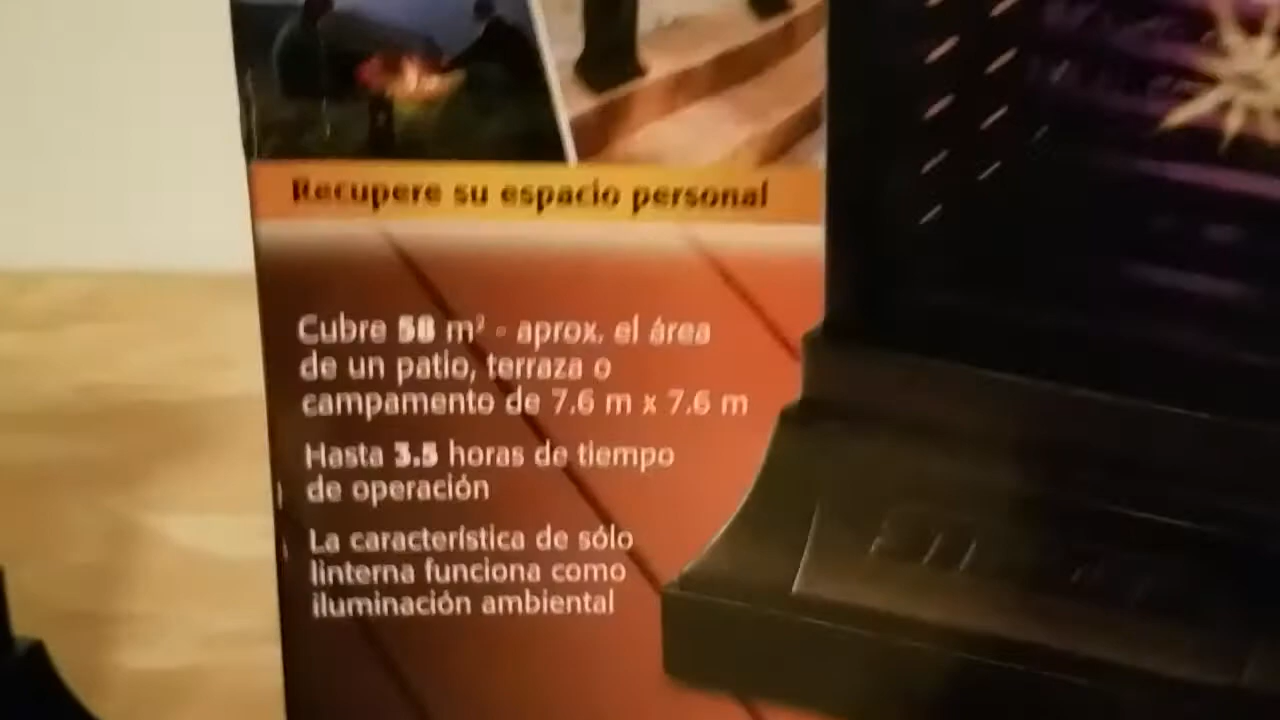 Recupere su espacio personal
Cubre 58 m² - aprox. el área
de un patio, terraza o
campamento de 7.6 m x 7.6 m
Hasta 3.5 horas de tiempo
de operación
La característica de sólo
linterna funciona como
iluminación ambiental